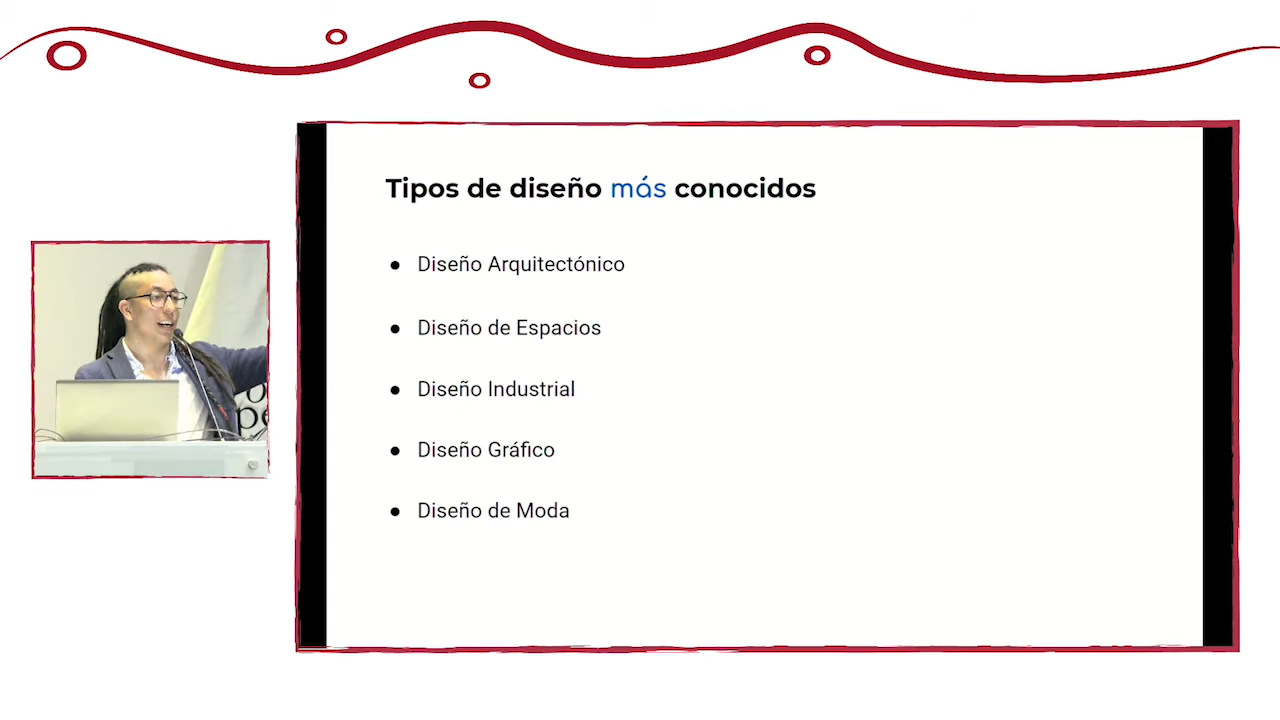 Tipos de diseño más conocidos
● Diseño Arquitectónico
● Diseño de Espacios
● Diseño Industrial
● Diseño Gráfico
● Diseño de Moda